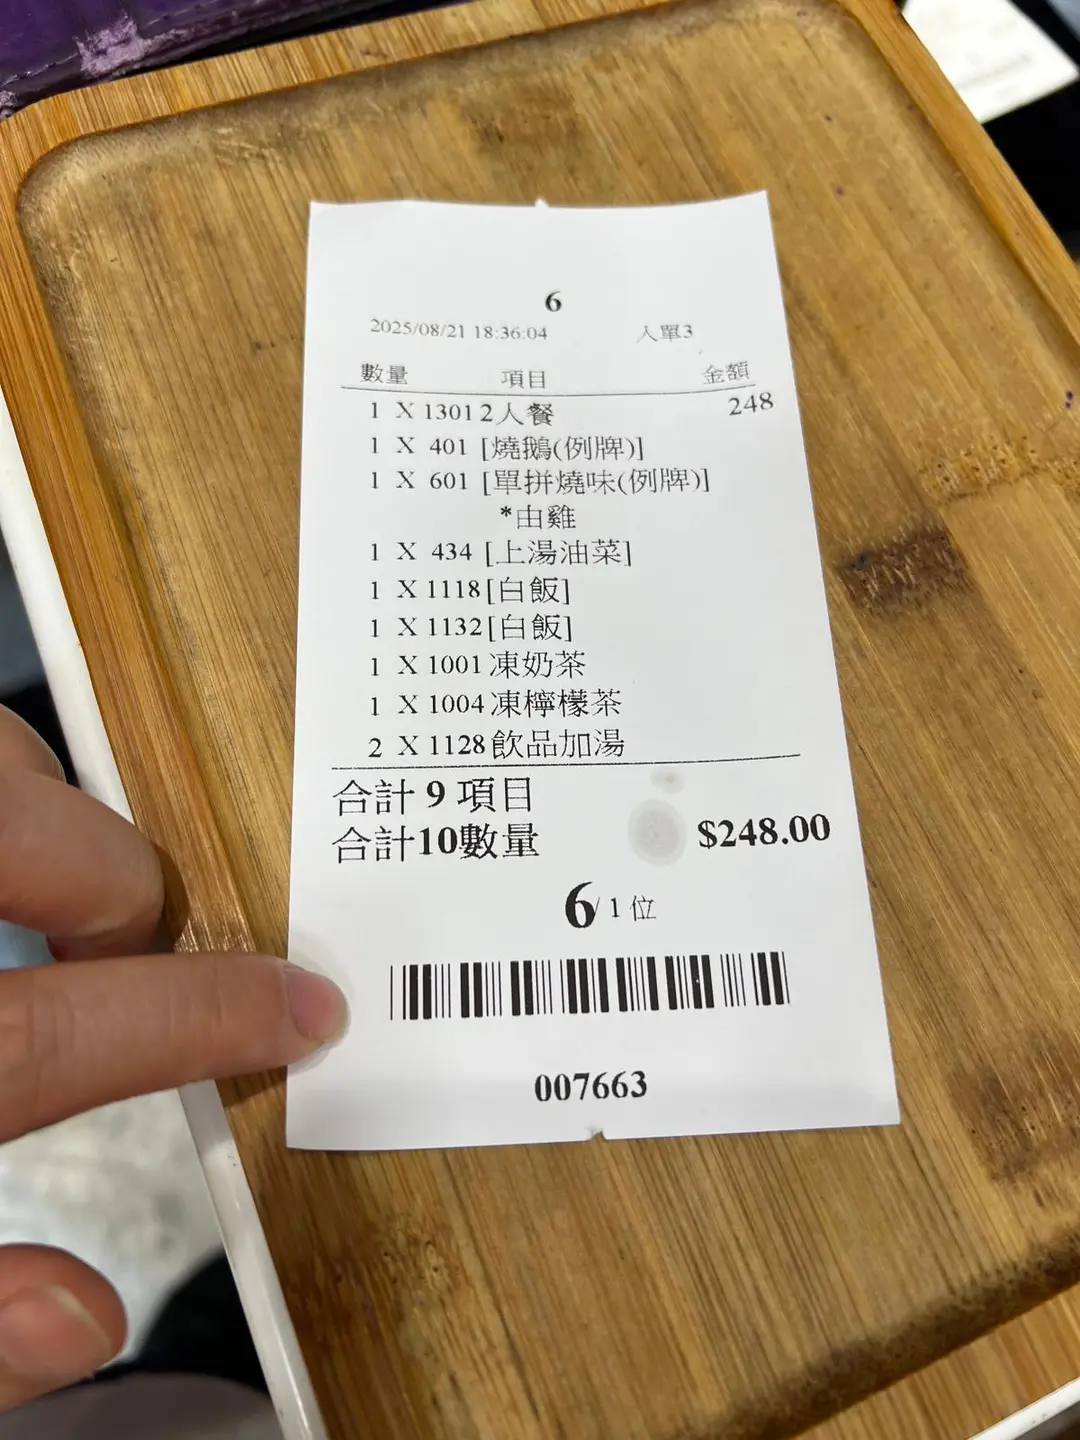 6
2025/08/21 18:36:04 入單3
數量 項目 金額
1 X 1301 2人餐 248
1 X 401 [燒鵝(例牌)]
1 X 601 [單拼燒味(例牌)]
*由雞
1 X 434 [上湯油菜]
1 X 1118 [白飯]
1 X 1132 [白飯]
1 X 1001 凍奶茶
1 X 1004 凍檸檬茶
2 X 1128 飲品加湯
合計 9 項目
合計10數量 $248.00
6/ 1 位
007663